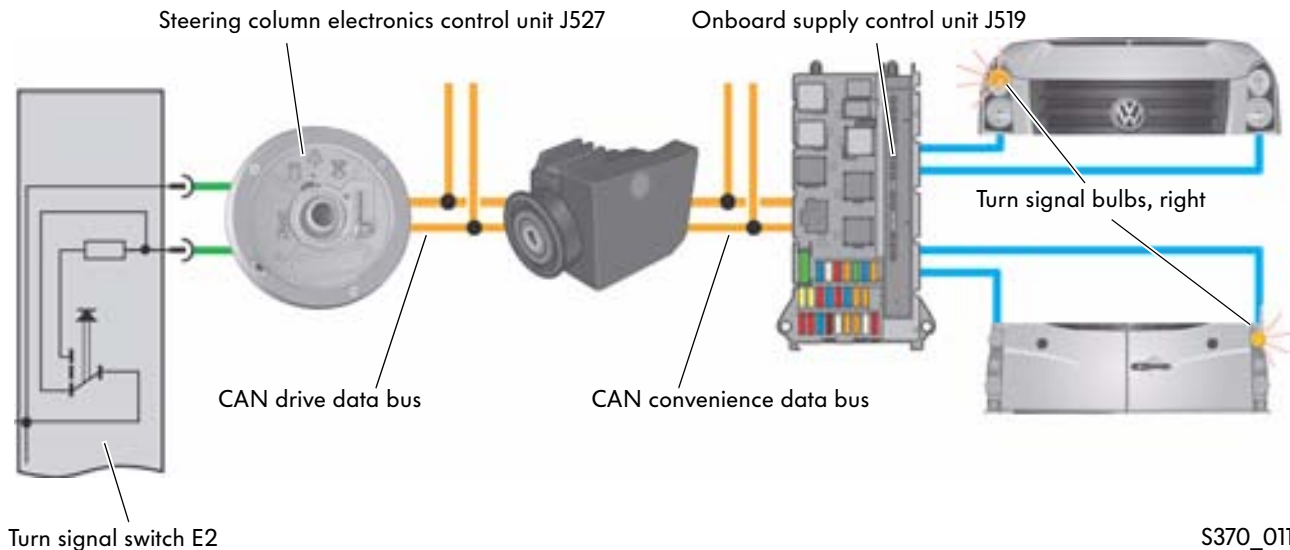 Steering column electronics control unit J527
Onboard supply control unit J519
Turn signal bulbs, right
CAN drive data bus
CAN convenience data bus
Turn signal switch E2
S370_011